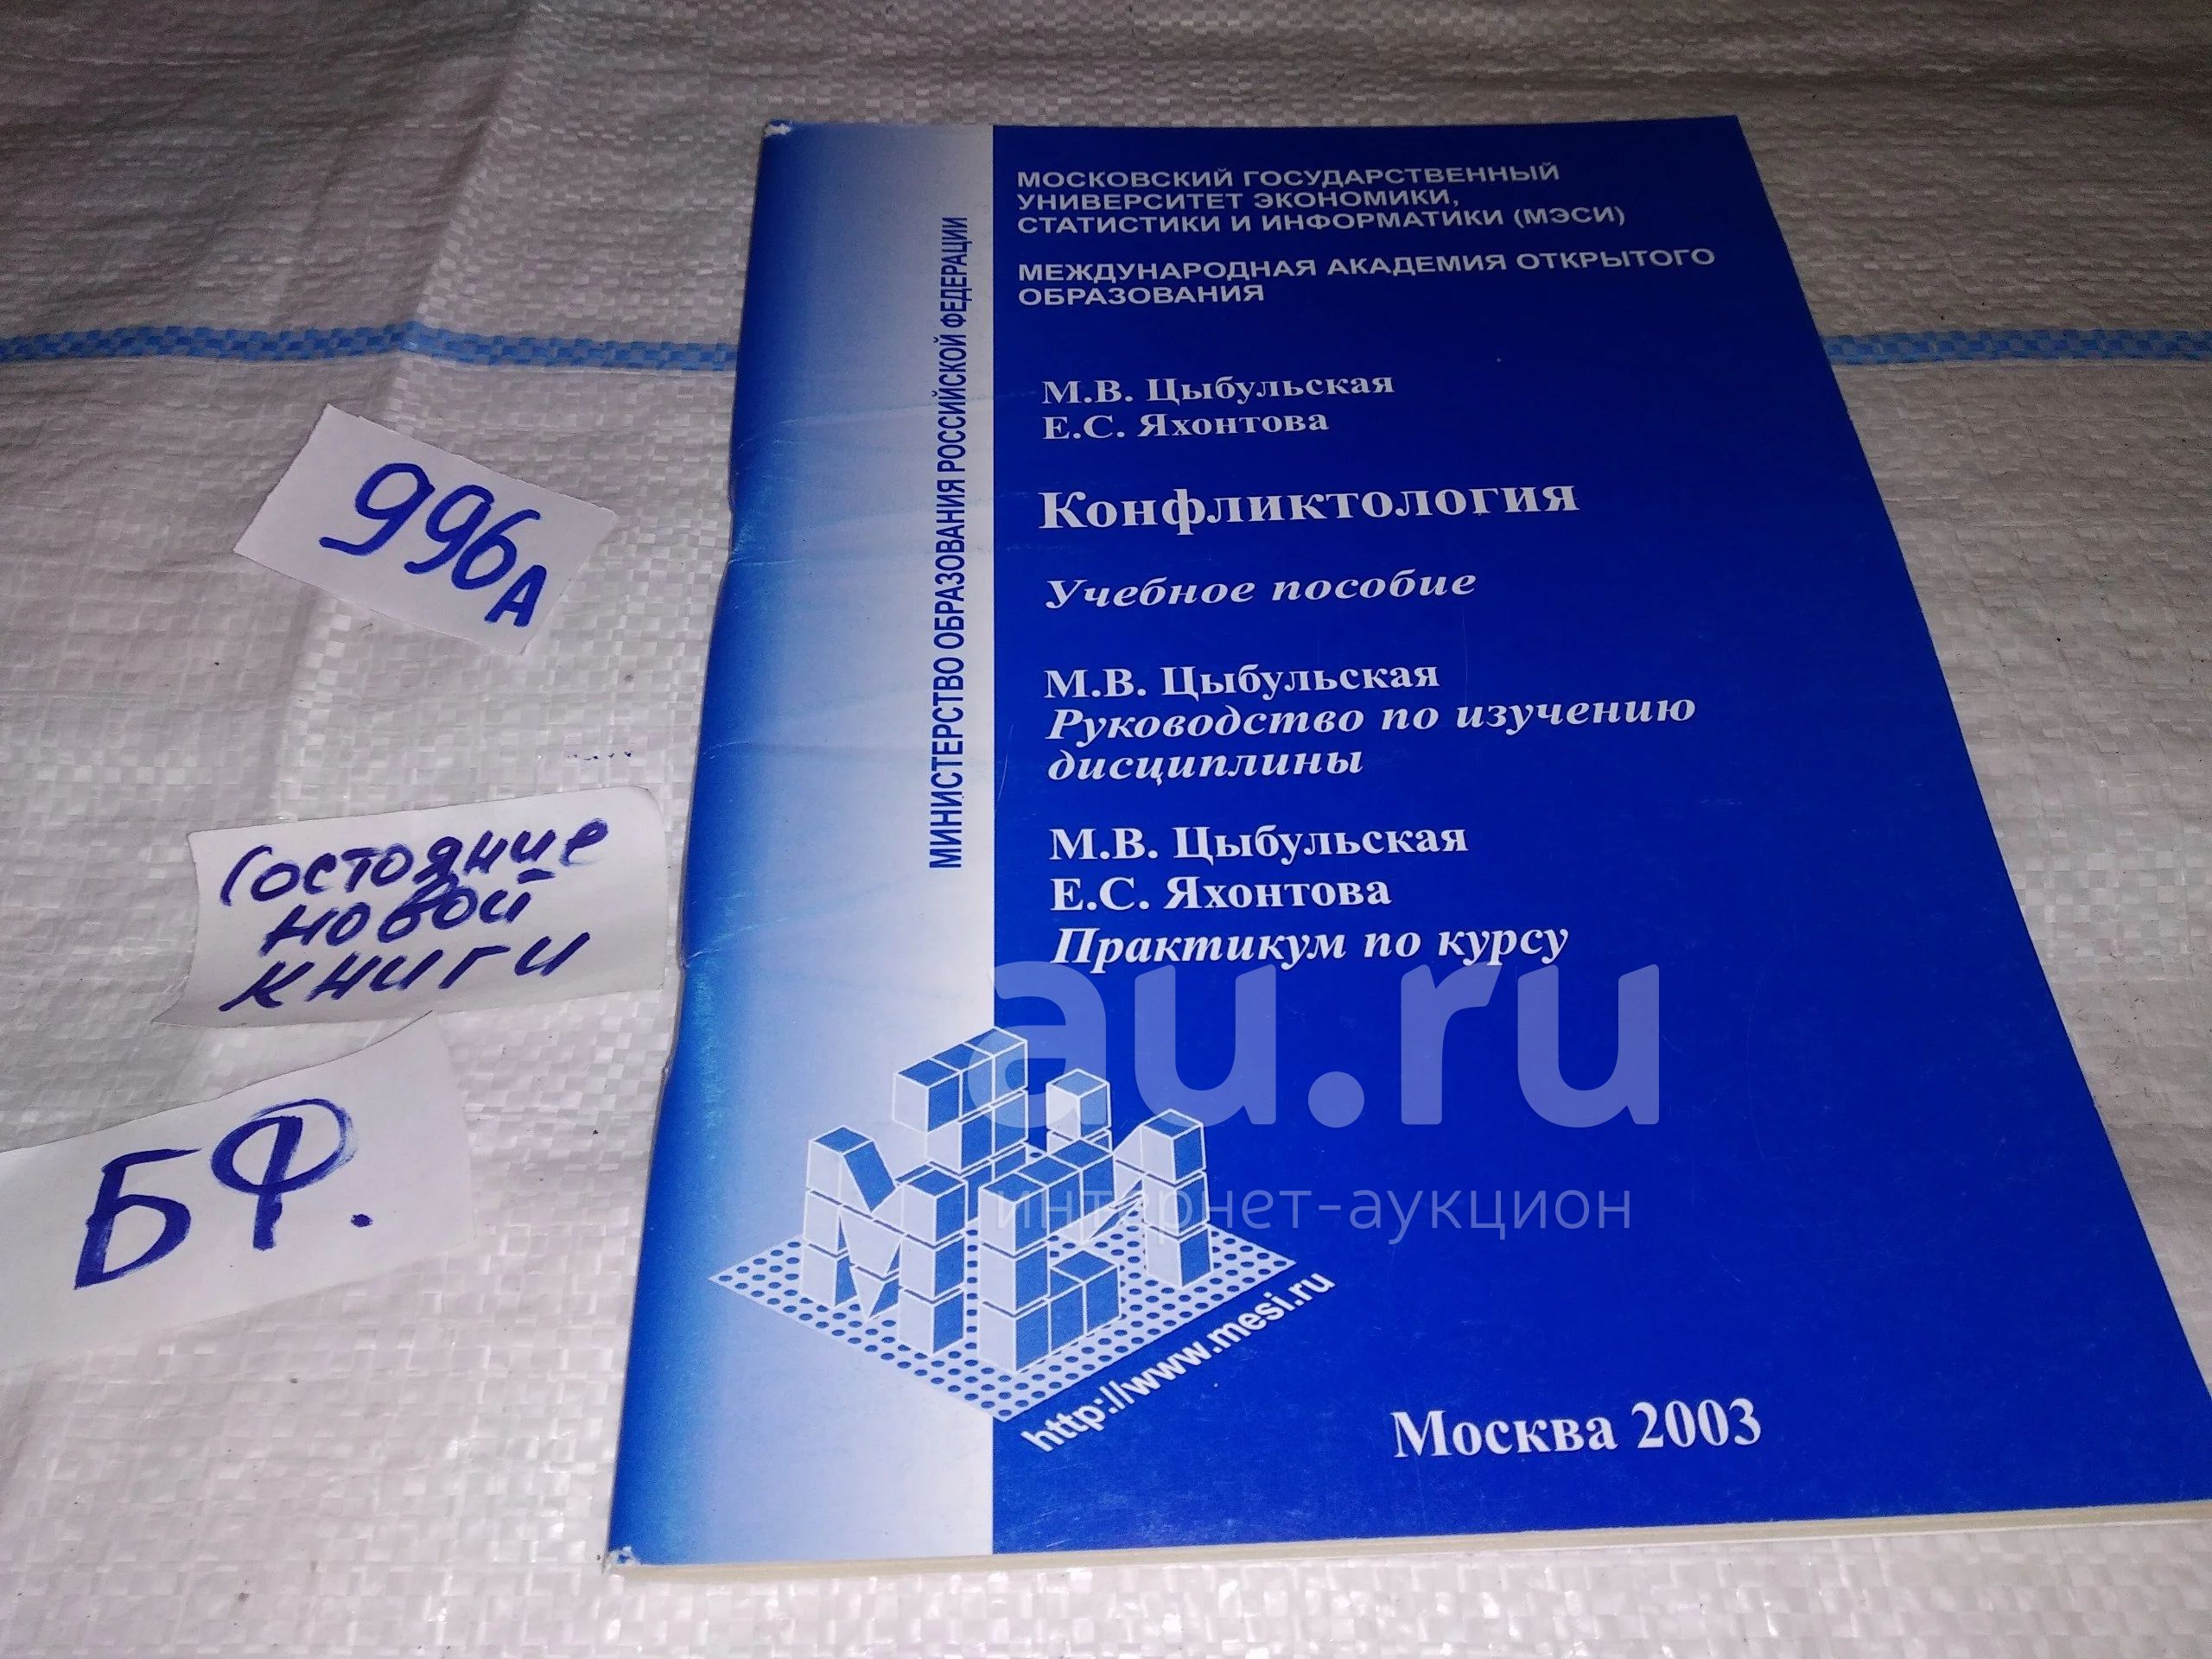 МОСКОВСКИЙ ГОСУДАРСТВЕННЫЙ
УНИВЕРСИТЕТ ЭКОНОМИКИ,
СТАТИСТИКИ И ИНФОРМАТИКИ (МЭСИ)
МЕЖДУНАРОДНАЯ АКАДЕМИЯ ОТКРЫТОГО
ОБРАЗОВАНИЯ
МИНИСТЕРСТВО ОБРАЗОВАНИЯ РОССИЙСКОЙ ФЕДЕРАЦИИ
М.В. Цыбульская
Е.С. Яхонтова
Конфликтология
Учебное пособие
М.В. Цыбульская
Руководство по изучению
дисциплины
М.В. Цыбульская
Е.С. Яхонтова
Практикум по курсу
http://www.mesi.ru
Москва 2003
996А
Состояние
новой
книги
БФ.
au.ru
интернет-аукцион